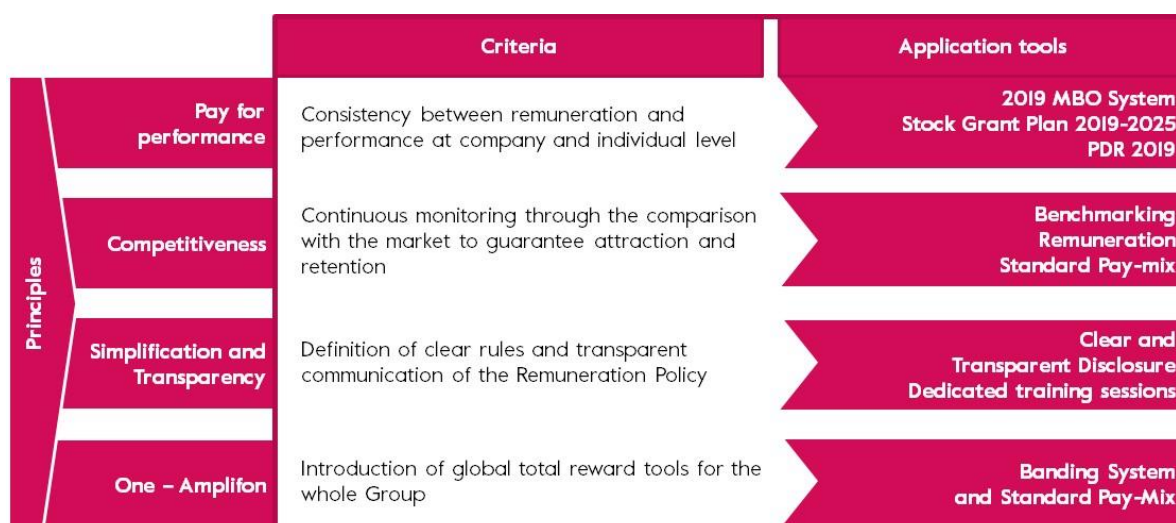 Criteria
Application tools
Principles
Pay for
performance
Consistency between remuneration and
performance at company and individual level
2019 MBO System
Stock Grant Plan 2019-2025
PDR 2019
Competitiveness
Continuous monitoring through the comparison
with the market to guarantee attraction and
retention
Benchmarking
Remuneration
Standard Pay-mix
Simplification and
Transparency
Definition of clear rules and transparent
communication of the Remuneration Policy
Clear and
Transparent Disclosure
Dedicated training sessions
One – Amplifon
Introduction of global total reward tools for the
whole Group
Banding System
and Standard Pay-Mix